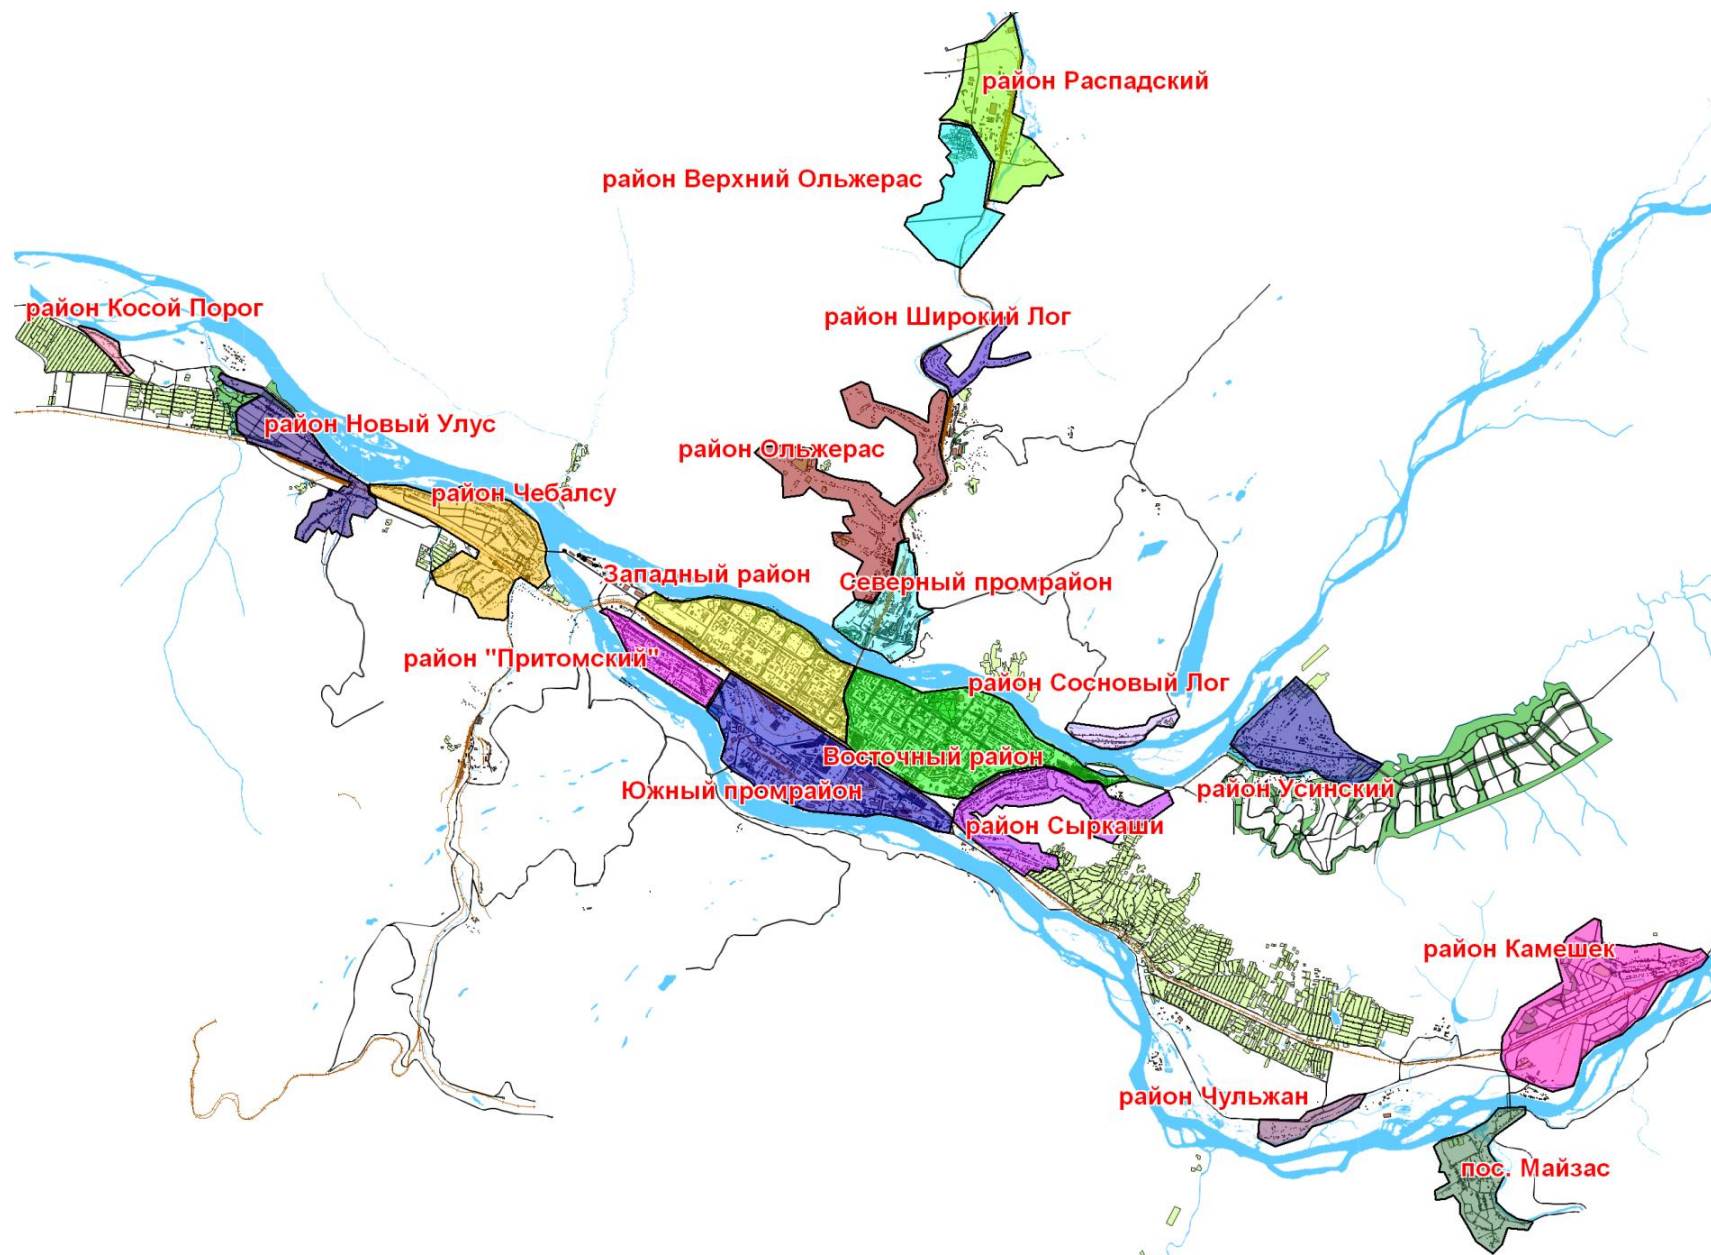 район Распадский
район Верхний Ольжерас
район Косой Порог
район Широкий Лог
район Новый Улус
район Ольжерас
район Чебалсу
Западный район
Северный промрайон
район "Притомский"
район Сосновый Лог
Восточный район
Южный промрайон
район Усинский
район Сыркаши
район Камешек
район Чульжан
пос. Майзас